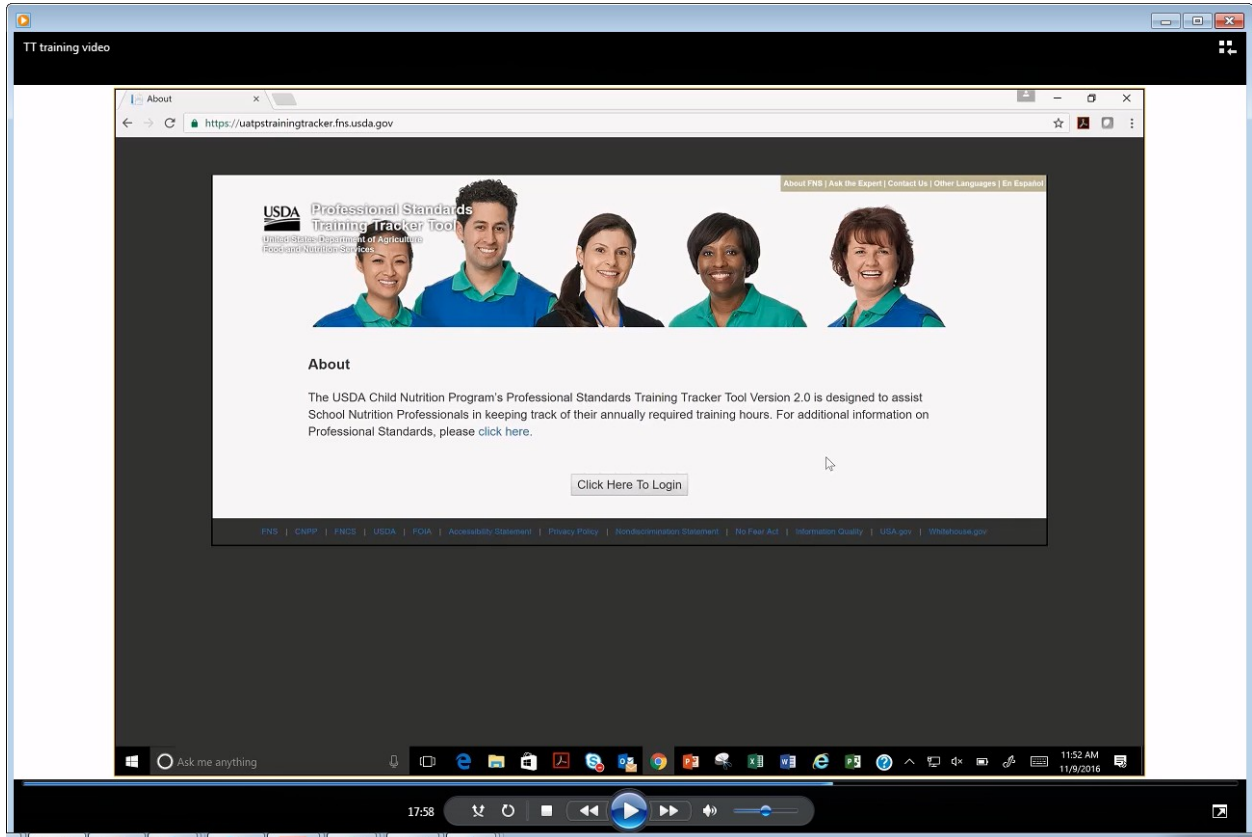 TT training video
About
https://uatpstrainingtracker.fns.usda.gov
About FNS | Ask the Expert | Contact Us | Other Languages | En Español
USDA
Professional Standards
Training Tracker Tool
United States Department of Agriculture
Food and Nutrition Services
About
The USDA Child Nutrition Program's Professional Standards Training Tracker Tool Version 2.0 is designed to assist
School Nutrition Professionals in keeping track of their annually required training hours. For additional information on
Professional Standards, please click here.
Click Here To Login
FNS | CNPP | FNCS | USDA | FOIA | Accessibility Statement | Privacy Policy | Nondiscrimination Statement | No Fear Act | Information Quality | USA.gov | Whitehouse.gov
Ask me anything
11:52 AM
11/9/2016
17:58